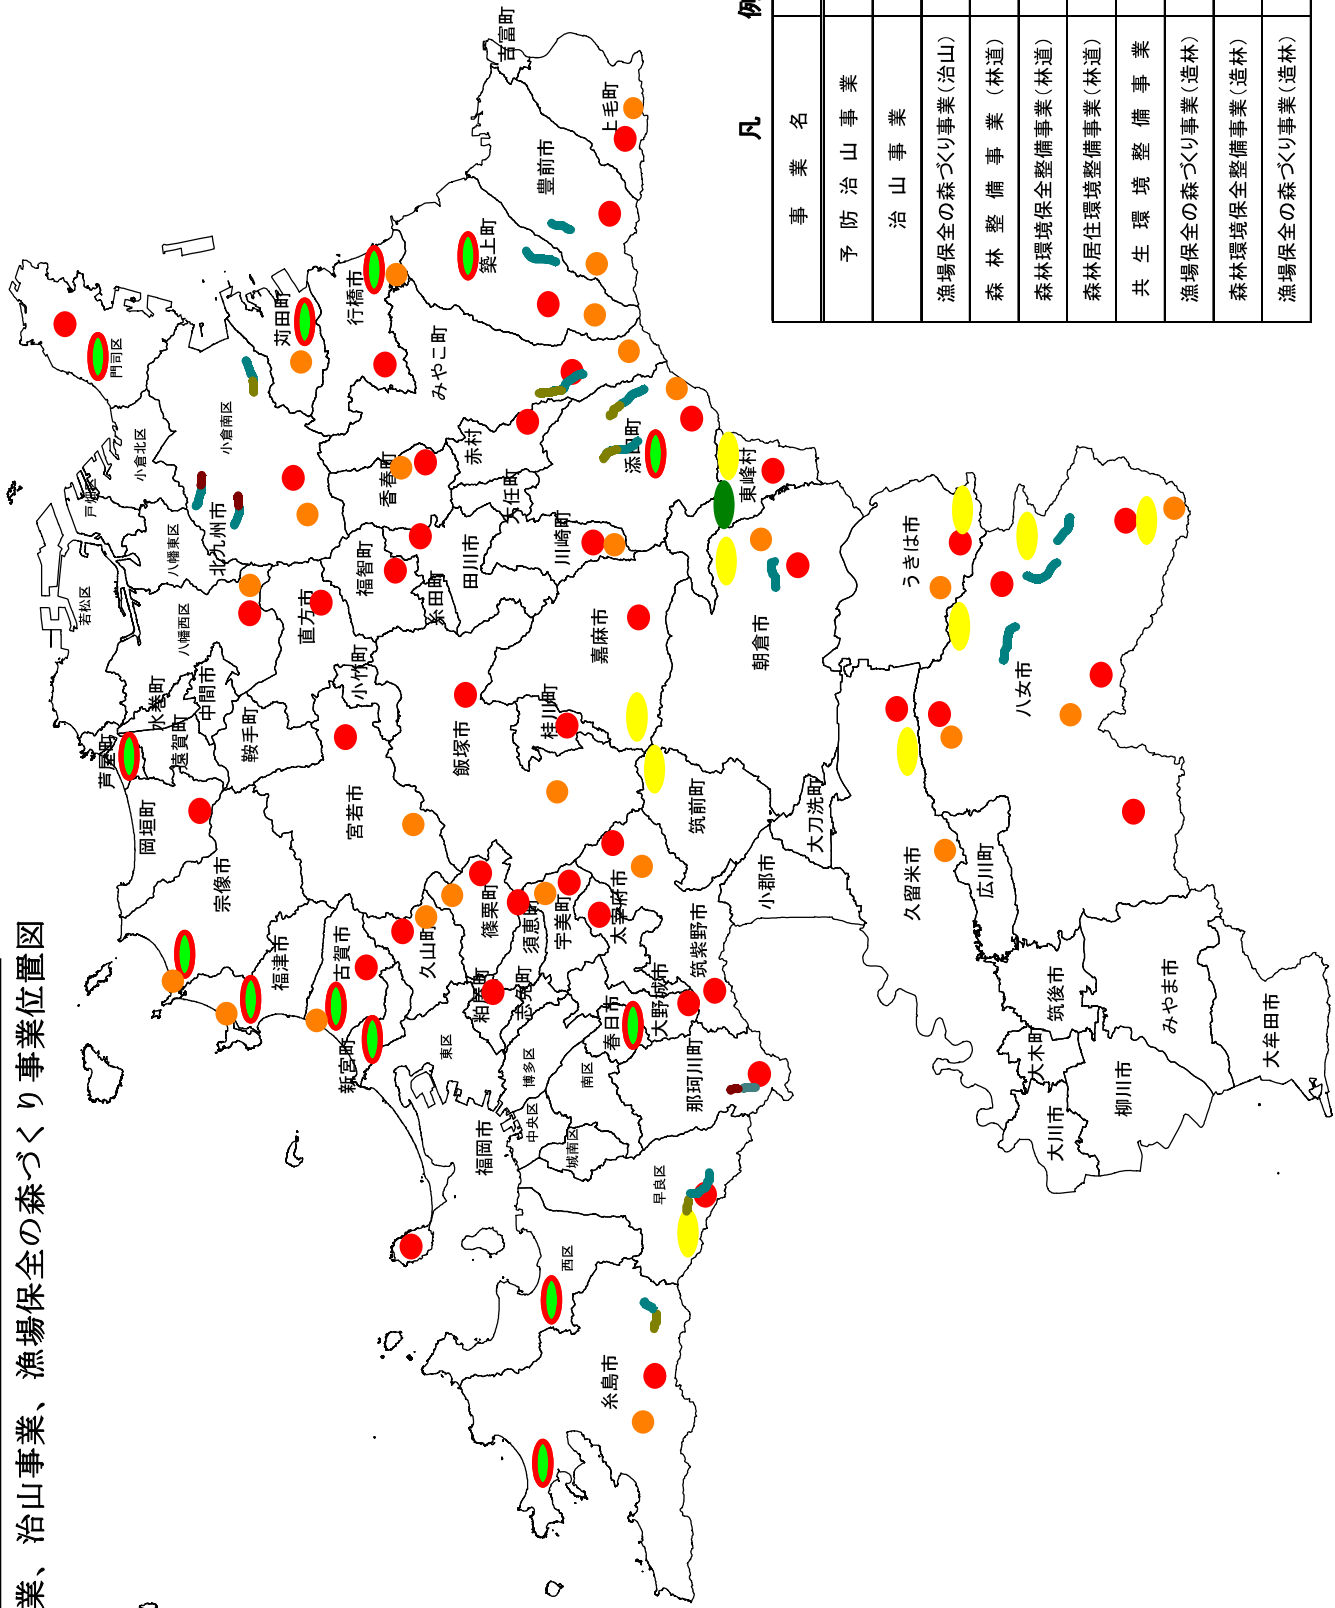 業、治山事業、漁場保全の森づくり事業位置図
吉富町
上毛町
豊前市
築上町
行橋市
苅田町
みやこ町
門司区
小倉北区
小倉南区
北九州市
八幡東区
若松区
八幡西区
香春町
赤村
添田町
東峰村
川崎町
田川市
糸田町
福智町
直方市
小竹町
中間市
水巻町
遠賀町
芦屋町
鞍手町
岡垣町
宗像市
宮若市
飯塚市
桂川町
嘉麻市
朝倉市
うきは市
八女市
筑前町
大刀洗町
小郡市
久留米市
広川町
筑後市
みやま市
大牟田市
大木町
柳川市
大川市
福津市
古賀市
新宮町
久山町
篠栗町
須恵町
宇美町
粕屋町
志免町
太宰府市
筑紫野市
大野城市
春日市
那珂川町
福岡市
東区
博多区
中央区
南区
城南区
早良区
西区
糸島市
凡 例
事業名
予防治山事業
治山事業
漁場保全の森づくり事業(治山)
森林整備事業(林道)
森林環境保全整備事業(林道)
森林居住環境整備事業(林道)
共生環境整備事業
漁場保全の森づくり事業(造林)
森林環境保全整備事業(造林)
漁場保全の森づくり事業(造林)